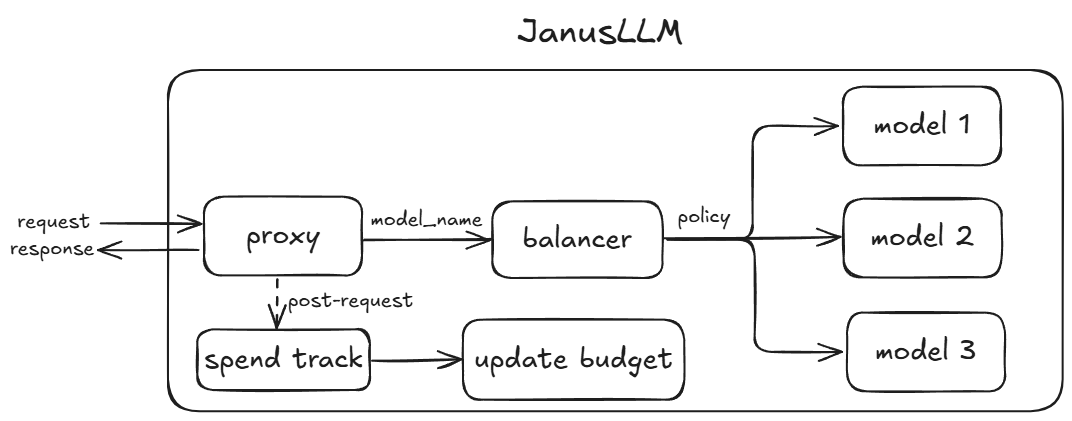 JanusLLM
model 1
request
response
proxy
model_name
balancer
policy
model 2
post-request
spend track
update budget
model 3